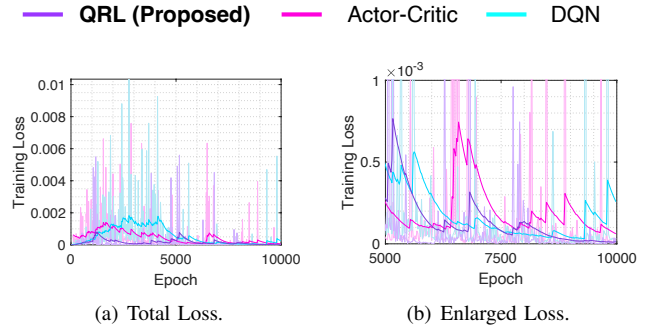 QRL (Proposed) Actor-Critic DQN
Training Loss
0.01
0.008
0.006
0.004
0.002
0
0 5000 10000
Epoch
(a) Total Loss.
×10⁻³
Training Loss
1
0.5
0
5000 75000 10000
Epoch
(b) Enlarged Loss.